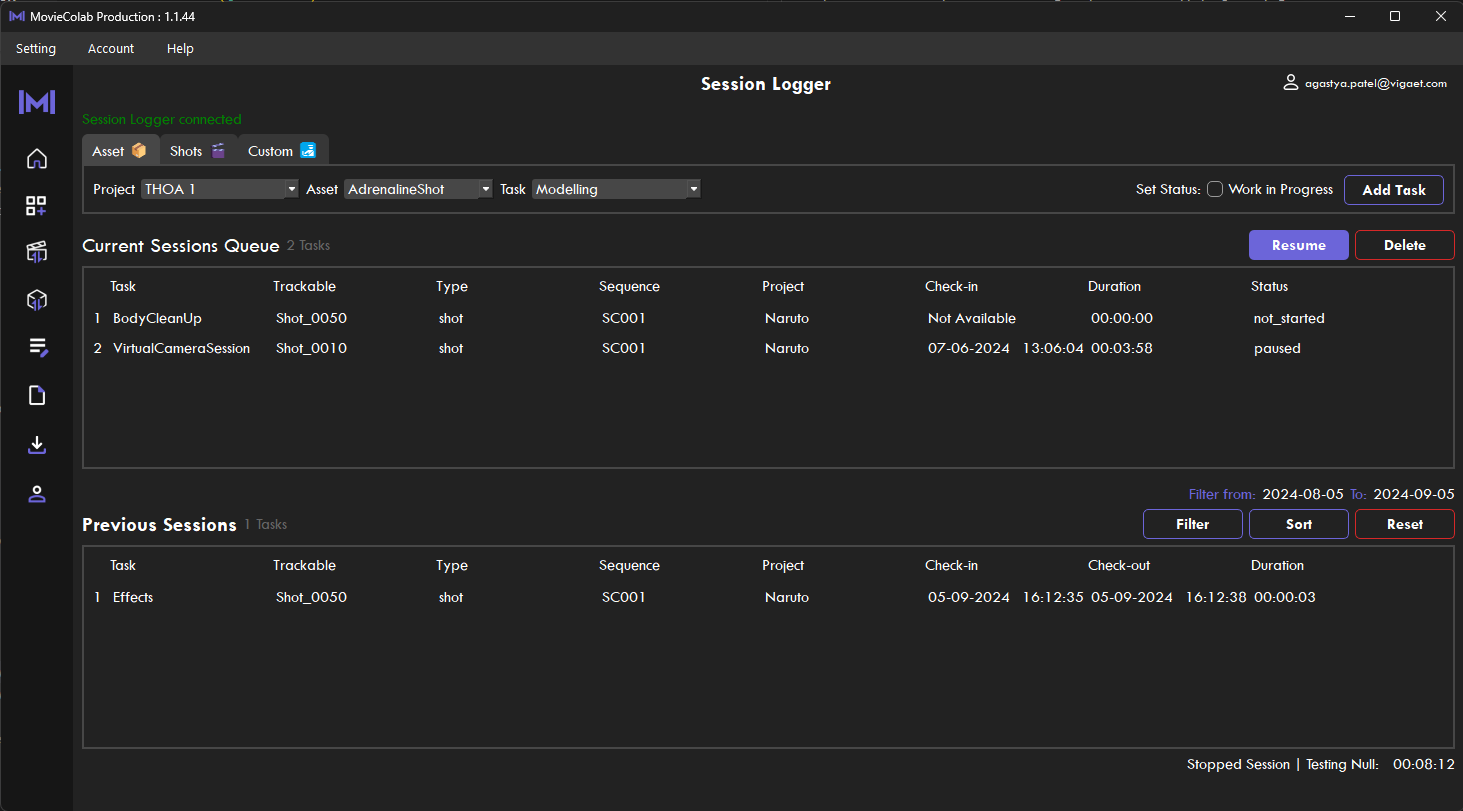 MovieColab Production : 1.1.44
Setting Account Help
Session Logger
agastya.patel@vigaet.com
Session Logger connected
Asset Shots Custom
Project THOA 1 Asset AdrenalineShot Task Modelling Set Status: Work in Progress Add Task
Current Sessions Queue 2 Tasks Resume Delete
Task Trackable Type Sequence Project Check-in Duration Status
1 BodyCleanUp Shot_0050 shot SC001 Naruto Not Available 00:00:00 not_started
2 VirtualCameraSession Shot_0010 shot SC001 Naruto 07-06-2024 13:06:04 00:03:58 paused
Filter from: 2024-08-05 To: 2024-09-05
Previous Sessions 1 Tasks Filter Sort Reset
Task Trackable Type Sequence Project Check-in Check-out Duration
1 Effects Shot_0050 shot SC001 Naruto 05-09-2024 16:12:35 05-09-2024 16:12:38 00:00:03
Stopped Session | Testing Null: 00:08:12